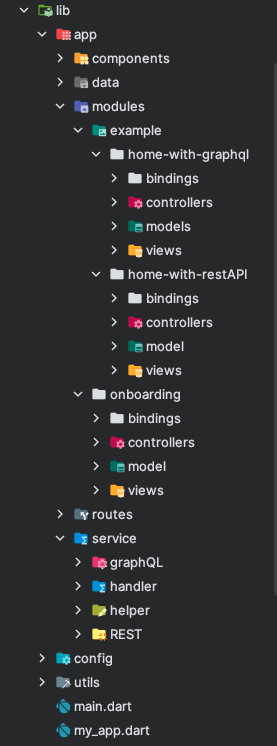 lib
app
components
data
modules
example
home-with-graphql
bindings
controllers
models
views
home-with-restAPI
bindings
controllers
model
views
onboarding
bindings
controllers
model
views
routes
service
graphQL
handler
helper
REST
config
utils
main.dart
my_app.dart